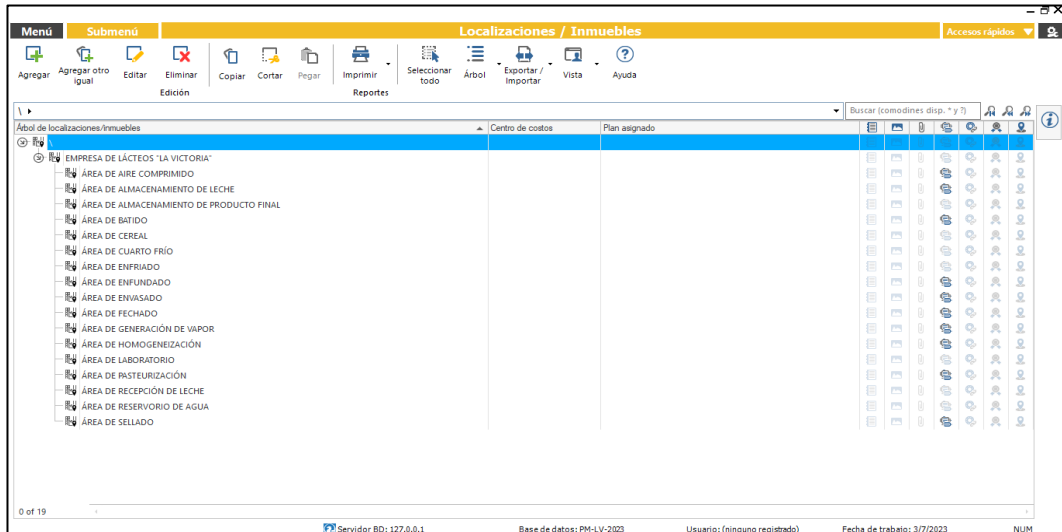 Menú Submenú Localizaciones / Inmuebles Accesos rápidos
Agregar Agregar otro igual Editar Eliminar Copiar Cortar Pegar Imprimir Seleccionar todo Árbol Exportar / Importar Vista Ayuda
Edición Reportes
\ Buscar (comodines disp. * y ?)
Árbol de localizaciones/inmuebles Centro de costos Plan asignado
\
EMPRESA DE LÁCTEOS "LA VICTORIA"
ÁREA DE AIRE COMPRIMIDO
ÁREA DE ALMACENAMIENTO DE LECHE
ÁREA DE ALMACENAMIENTO DE PRODUCTO FINAL
ÁREA DE BATIDO
ÁREA DE CEREAL
ÁREA DE CUARTO FRÍO
ÁREA DE ENFRIADO
ÁREA DE ENFUNDADO
ÁREA DE ENVASADO
ÁREA DE FECHADO
ÁREA DE GENERACIÓN DE VAPOR
ÁREA DE HOMOGENEIZACIÓN
ÁREA DE LABORATORIO
ÁREA DE PASTEURIZACIÓN
ÁREA DE RECEPCIÓN DE LECHE
ÁREA DE RESERVORIO DE AGUA
ÁREA DE SELLADO
0 of 19
Servidor BD: 127.0.0.1 Base de datos: PM-LV-2023 Usuario: (ninguno registrado) Fecha de trabajo: 3/7/2023 NUM